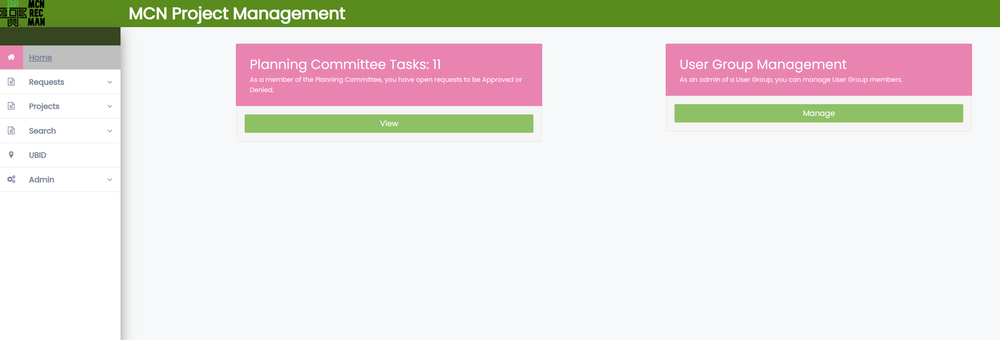 MCN
REC
MAN
MCN Project Management
Home
Requests
Projects
Search
UBID
Admin
Planning Committee Tasks: 11
As a member of the Planning Committee, you have open requests to be Approved or
Denied.
View
User Group Management
As an admin of a User Group, you can manage User Group members.
Manage